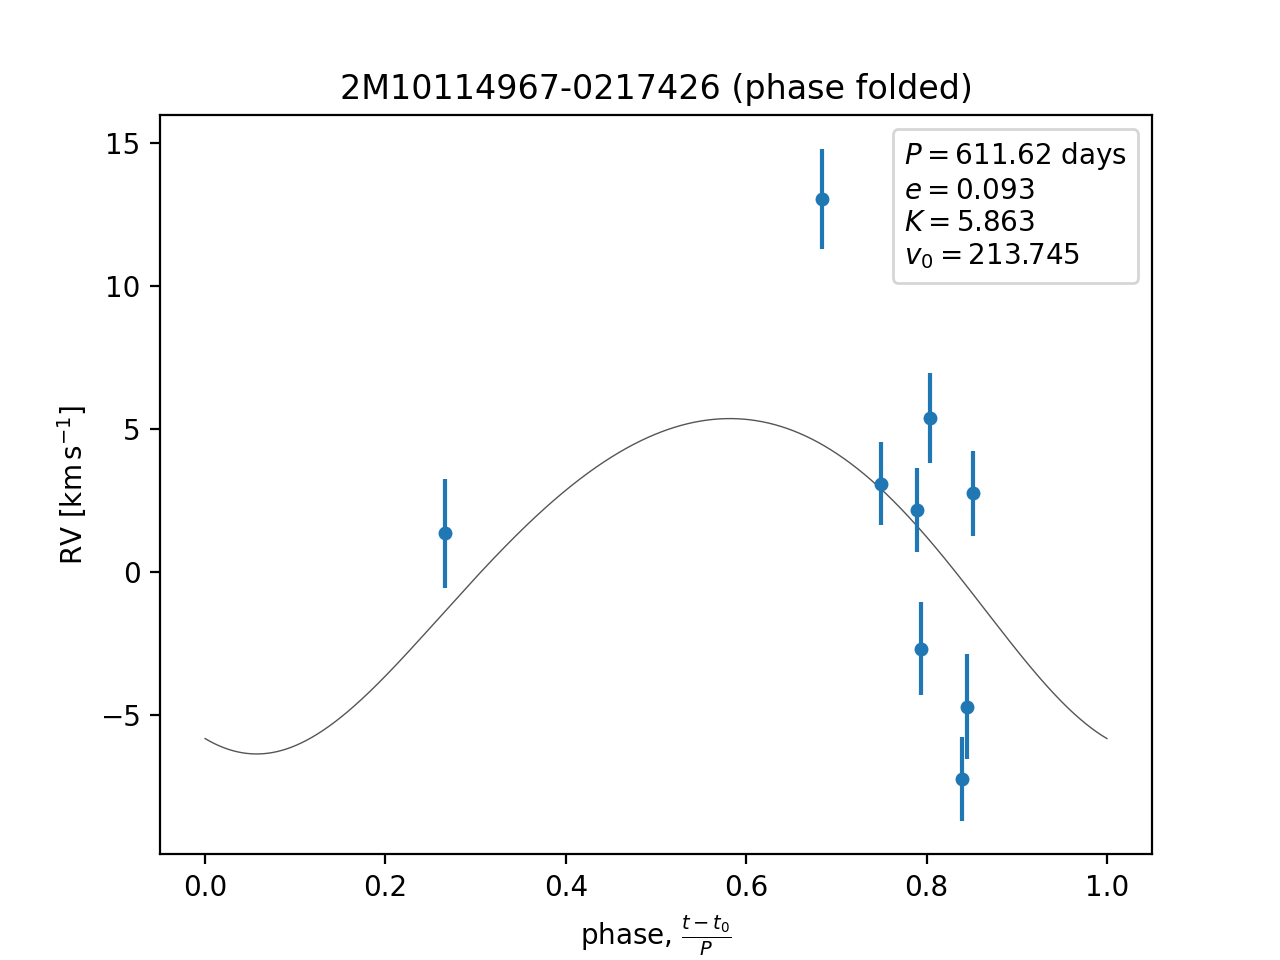 2M10114967-0217426 (phase folded)
P = 611.62 days
e = 0.093
K = 5.863
v₀ = 213.745
15
10
5
0
−5
RV [km s⁻¹]
0.0 0.2 0.4 0.6 0.8 1.0
phase, (t − t₀)/P